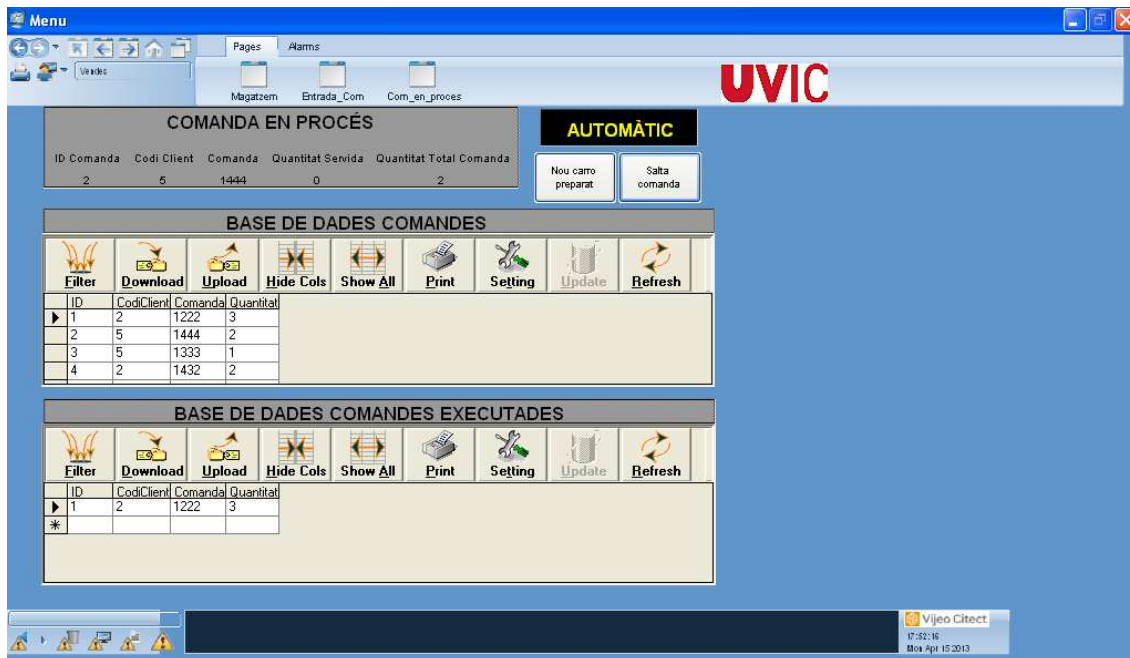 Menu
Pages Alarms
Vendes
Magatzem Entrada_Com Com_en_proces
UVIC
COMANDA EN PROCÉS
ID Comanda Codi Client Comanda Quantitat Servida Quantitat Total Comanda
2 5 1444 0 2
AUTOMÀTIC
Nou carro
preparat
Salta
comanda
BASE DE DADES COMANDES
Filter Download Upload Hide Cols Show All Print Setting Update Refresh
ID CodiClient Comanda Quantitat
1 2 1222 3
2 5 1444 2
3 5 1333 1
4 2 1432 2
BASE DE DADES COMANDES EXECUTADES
Filter Download Upload Hide Cols Show All Print Setting Update Refresh
ID CodiClient Comanda Quantitat
1 2 1222 3
Vijeo Citect
17:52:16
Mon Apr 15 2013